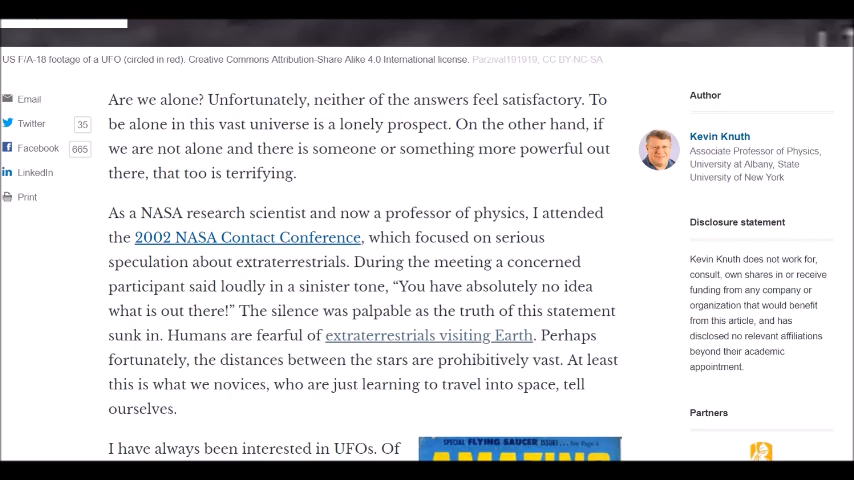 US F/A-18 footage of a UFO (circled in red). Creative Commons Attribution-Share Alike 4.0 International license. Parzival191919, CC BY-NC-SA
Email
Twitter 35
Facebook 665
LinkedIn
Print
Are we alone? Unfortunately, neither of the answers feel satisfactory. To
be alone in this vast universe is a lonely prospect. On the other hand, if
we are not alone and there is someone or something more powerful out
there, that too is terrifying.
As a NASA research scientist and now a professor of physics, I attended
the 2002 NASA Contact Conference, which focused on serious
speculation about extraterrestrials. During the meeting a concerned
participant said loudly in a sinister tone, “You have absolutely no idea
what is out there!” The silence was palpable as the truth of this statement
sunk in. Humans are fearful of extraterrestrials visiting Earth. Perhaps
fortunately, the distances between the stars are prohibitively vast. At least
this is what we novices, who are just learning to travel into space, tell
ourselves.
I have always been interested in UFOs. Of
SPECIAL FLYING SAUCER ISSUE... See Page 4
AMAZING
Author
Kevin Knuth
Associate Professor of Physics,
University at Albany, State
University of New York
Disclosure statement
Kevin Knuth does not work for,
consult, own shares in or receive
funding from any company or
organization that would benefit
from this article, and has
disclosed no relevant affiliations
beyond their academic
appointment.
Partners